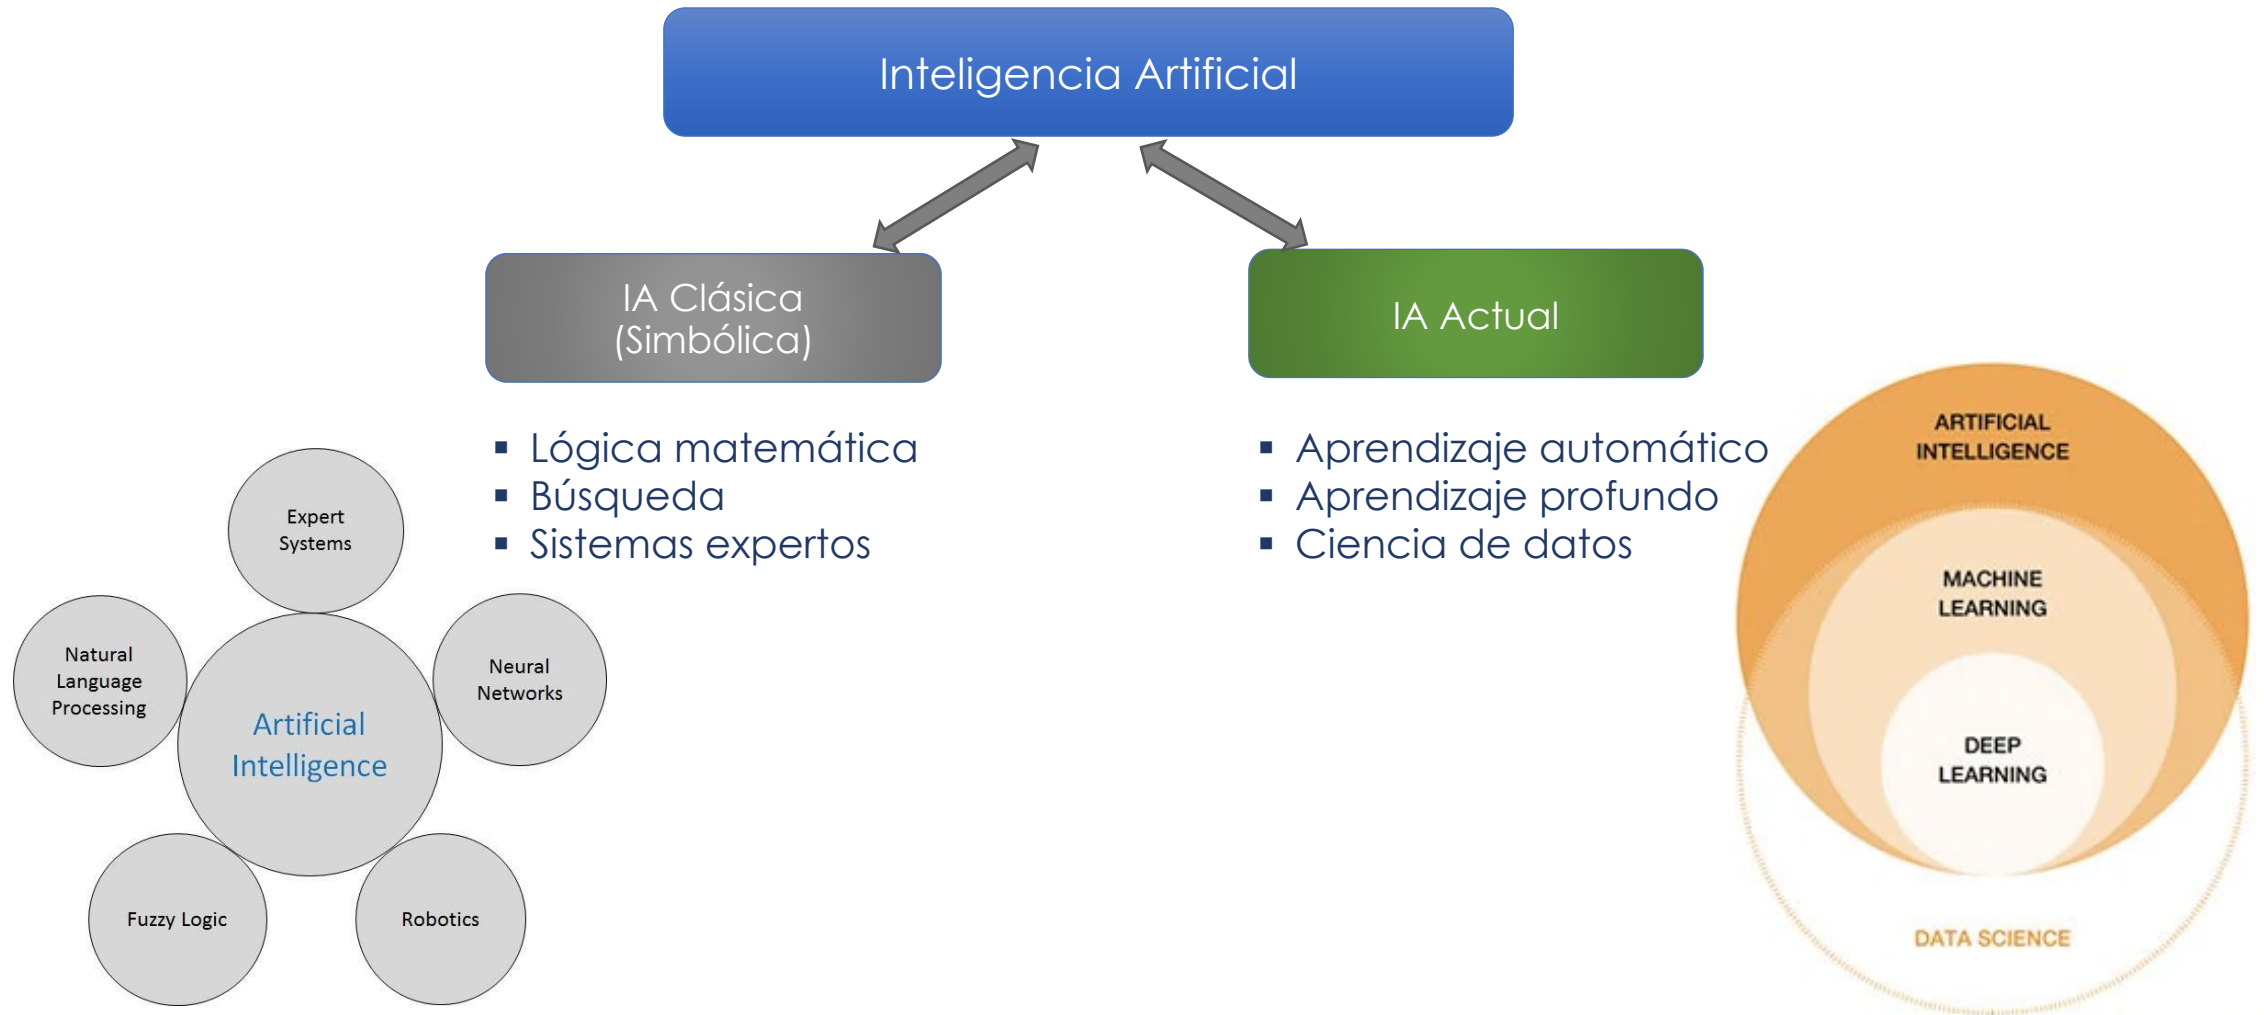 Inteligencia Artificial
IA Clásica
(Simbólica)
IA Actual
▪ Lógica matemática
▪ Búsqueda
▪ Sistemas expertos
▪ Aprendizaje automático
▪ Aprendizaje profundo
▪ Ciencia de datos
Expert
Systems
Natural
Language
Processing
Neural
Networks
Artificial
Intelligence
Fuzzy Logic
Robotics
ARTIFICIAL
INTELLIGENCE
MACHINE
LEARNING
DEEP
LEARNING
DATA SCIENCE